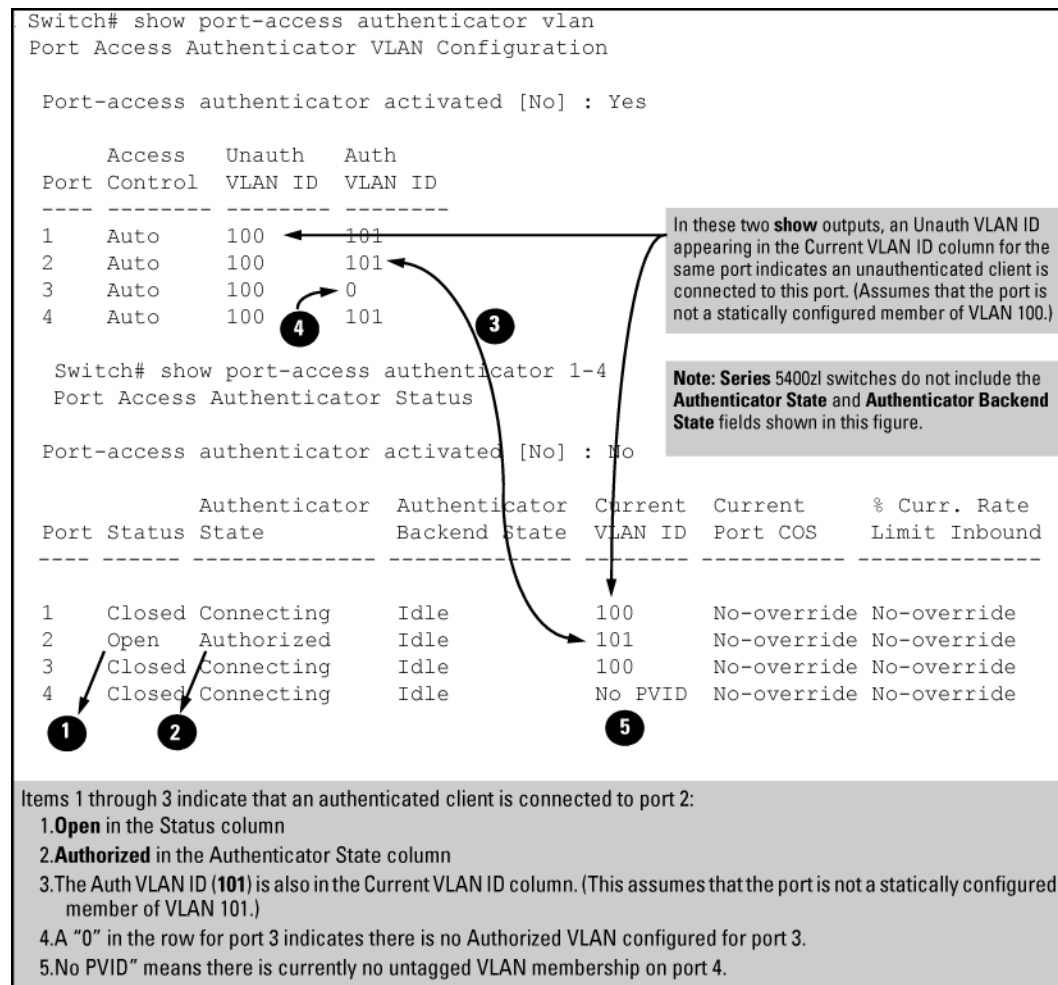 Switch# show port-access authenticator vlan
Port Access Authenticator VLAN Configuration
Port-access authenticator activated [No] : Yes
Access Unauth Auth
Port Control VLAN ID VLAN ID
---- -------- -------- --------
1 Auto 100 101
2 Auto 100 101
3 Auto 100 0
4 Auto 100 101
4
3
In these two show outputs, an Unauth VLAN ID
appearing in the Current VLAN ID column for the
same port indicates an unauthenticated client is
connected to this port. (Assumes that the port is
not a statically configured member of VLAN 100.)
Switch# show port-access authenticator 1-4
Port Access Authenticator Status
Note: Series 5400zl switches do not include the
Authenticator State and Authenticator Backend
State fields shown in this figure.
Port-access authenticator activated [No] : No
Authenticator Authenticator Current Current % Curr. Rate
Port Status State Backend State VLAN ID Port COS Limit Inbound
---- ------ -------------- -------------- -------- ----------- -------------
1 Closed Connecting Idle 100 No-override No-override
2 Open Authorized Idle 101 No-override No-override
3 Closed Connecting Idle 100 No-override No-override
4 Closed Connecting Idle No PVID No-override No-override
1
2
5
Items 1 through 3 indicate that an authenticated client is connected to port 2:
1.Open in the Status column
2.Authorized in the Authenticator State column
3.The Auth VLAN ID (101) is also in the Current VLAN ID column. (This assumes that the port is not a statically configured
member of VLAN 101.)
4.A “0” in the row for port 3 indicates there is no Authorized VLAN configured for port 3.
5.No PVID” means there is currently no untagged VLAN membership on port 4.